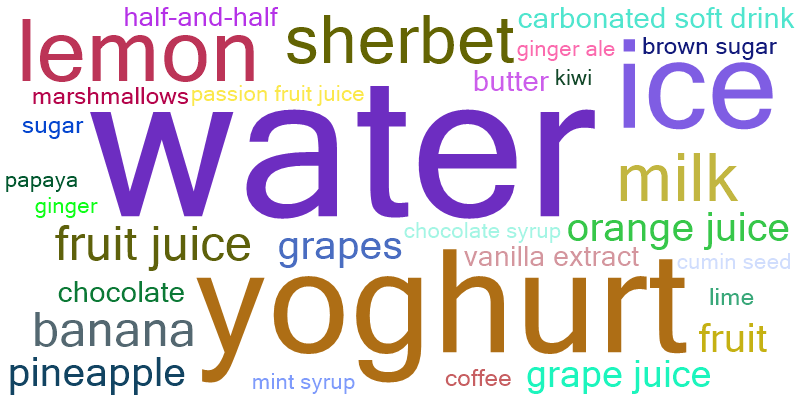 half-and-half
carbonated soft drink
lemon
sherbet
ginger ale
brown sugar
ice
butter
kiwi
marshmallows
passion fruit juice
sugar
water
papaya
milk
ginger
fruit juice
grapes
chocolate syrup
orange juice
vanilla extract
cumin seed
chocolate
yoghurt
lime
banana
fruit
pineapple
mint syrup
coffee
grape juice